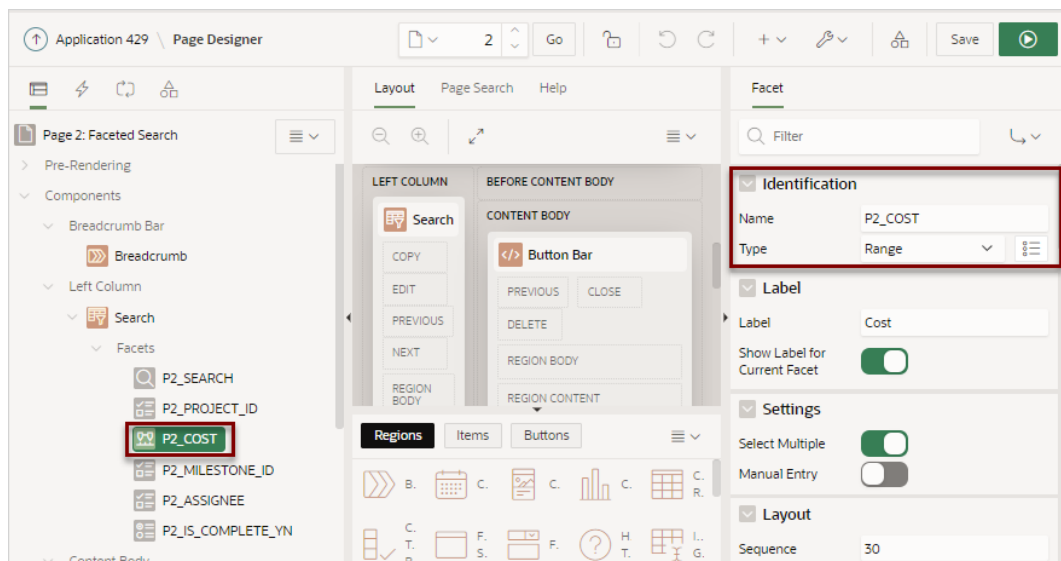 Application 429 \ Page Designer
2
Go
Save
Page 2: Faceted Search
Pre-Rendering
Components
Breadcrumb Bar
Breadcrumb
Left Column
Search
Facets
P2_SEARCH
P2_PROJECT_ID
P2_COST
P2_MILESTONE_ID
P2_ASSIGNEE
P2_IS_COMPLETE_YN
Content Body
Layout Page Search Help
LEFT COLUMN
Search
COPY
EDIT
PREVIOUS
NEXT
REGION
BODY
BEFORE CONTENT BODY
CONTENT BODY
</> Button Bar
PREVIOUS CLOSE
DELETE
REGION BODY
REGION CONTENT
Regions Items Buttons
B. C. C. C. C.
R.
C.
T. F.
S. F. H.
T. I..
G.
Facet
Filter
Identification
Name P2_COST
Type Range
Label
Label Cost
Show Label for
Current Facet
Settings
Select Multiple
Manual Entry
Layout
Sequence 30